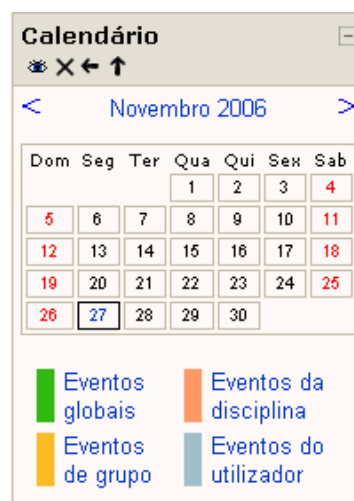 Calendário
< Novembro 2006 >
Dom Seg Ter Qua Qui Sex Sab
1 2 3 4
5 6 7 8 9 10 11
12 13 14 15 16 17 18
19 20 21 22 23 24 25
26 27 28 29 30
Eventos globais
Eventos da disciplina
Eventos de grupo
Eventos do utilizador